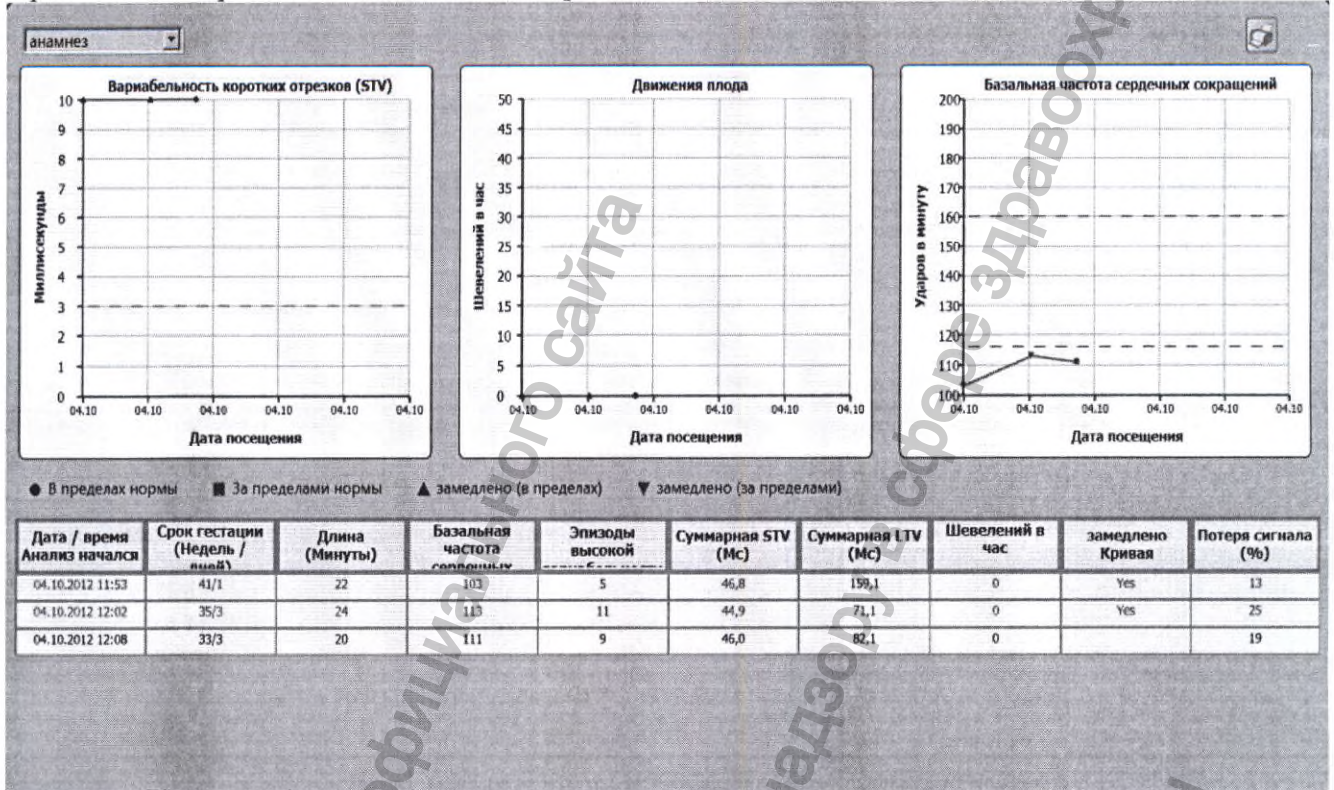 анамнез
Вариабельность коротких отрезков (STV)
10
9
8
7
6
5
4
3
2
1
0
Миллисекунды
04.10 04.10 04.10 04.10 04.10 04.10
Дата посещения
Движения плода
50
45
40
35
30
25
20
15
10
5
0
Шевелений в час
04.10 04.10 04.10 04.10 04.10 04.10
Дата посещения
Базальная частота сердечных сокращений
200
190
180
170
160
150
140
130
120
110
100
Ударов в минуту
04.10 04.10 04.10 04.10 04.10 04.10
Дата посещения
В пределах нормы За пределами нормы замедлено (в пределах) замедлено (за пределами)
Дата / время Анализ начался
Срок гестации (Недель / дней)
Длина (Минуты)
Базальная частота сердечных
Эпизоды высокой
Суммарная STV (Мс)
Суммарная LTV (Мс)
Шевелений в час
замедлено Кривая
Потеря сигнала (%)
04.10.2012 11:53 41/1 22 103 5 46,8 159,1 0 Yes 13
04.10.2012 12:02 35/3 24 113 11 44,9 71,1 0 Yes 25
04.10.2012 12:08 33/3 20 111 9 46,0 82,1 0 19
ного сайта
надзору в сфере здравоохр